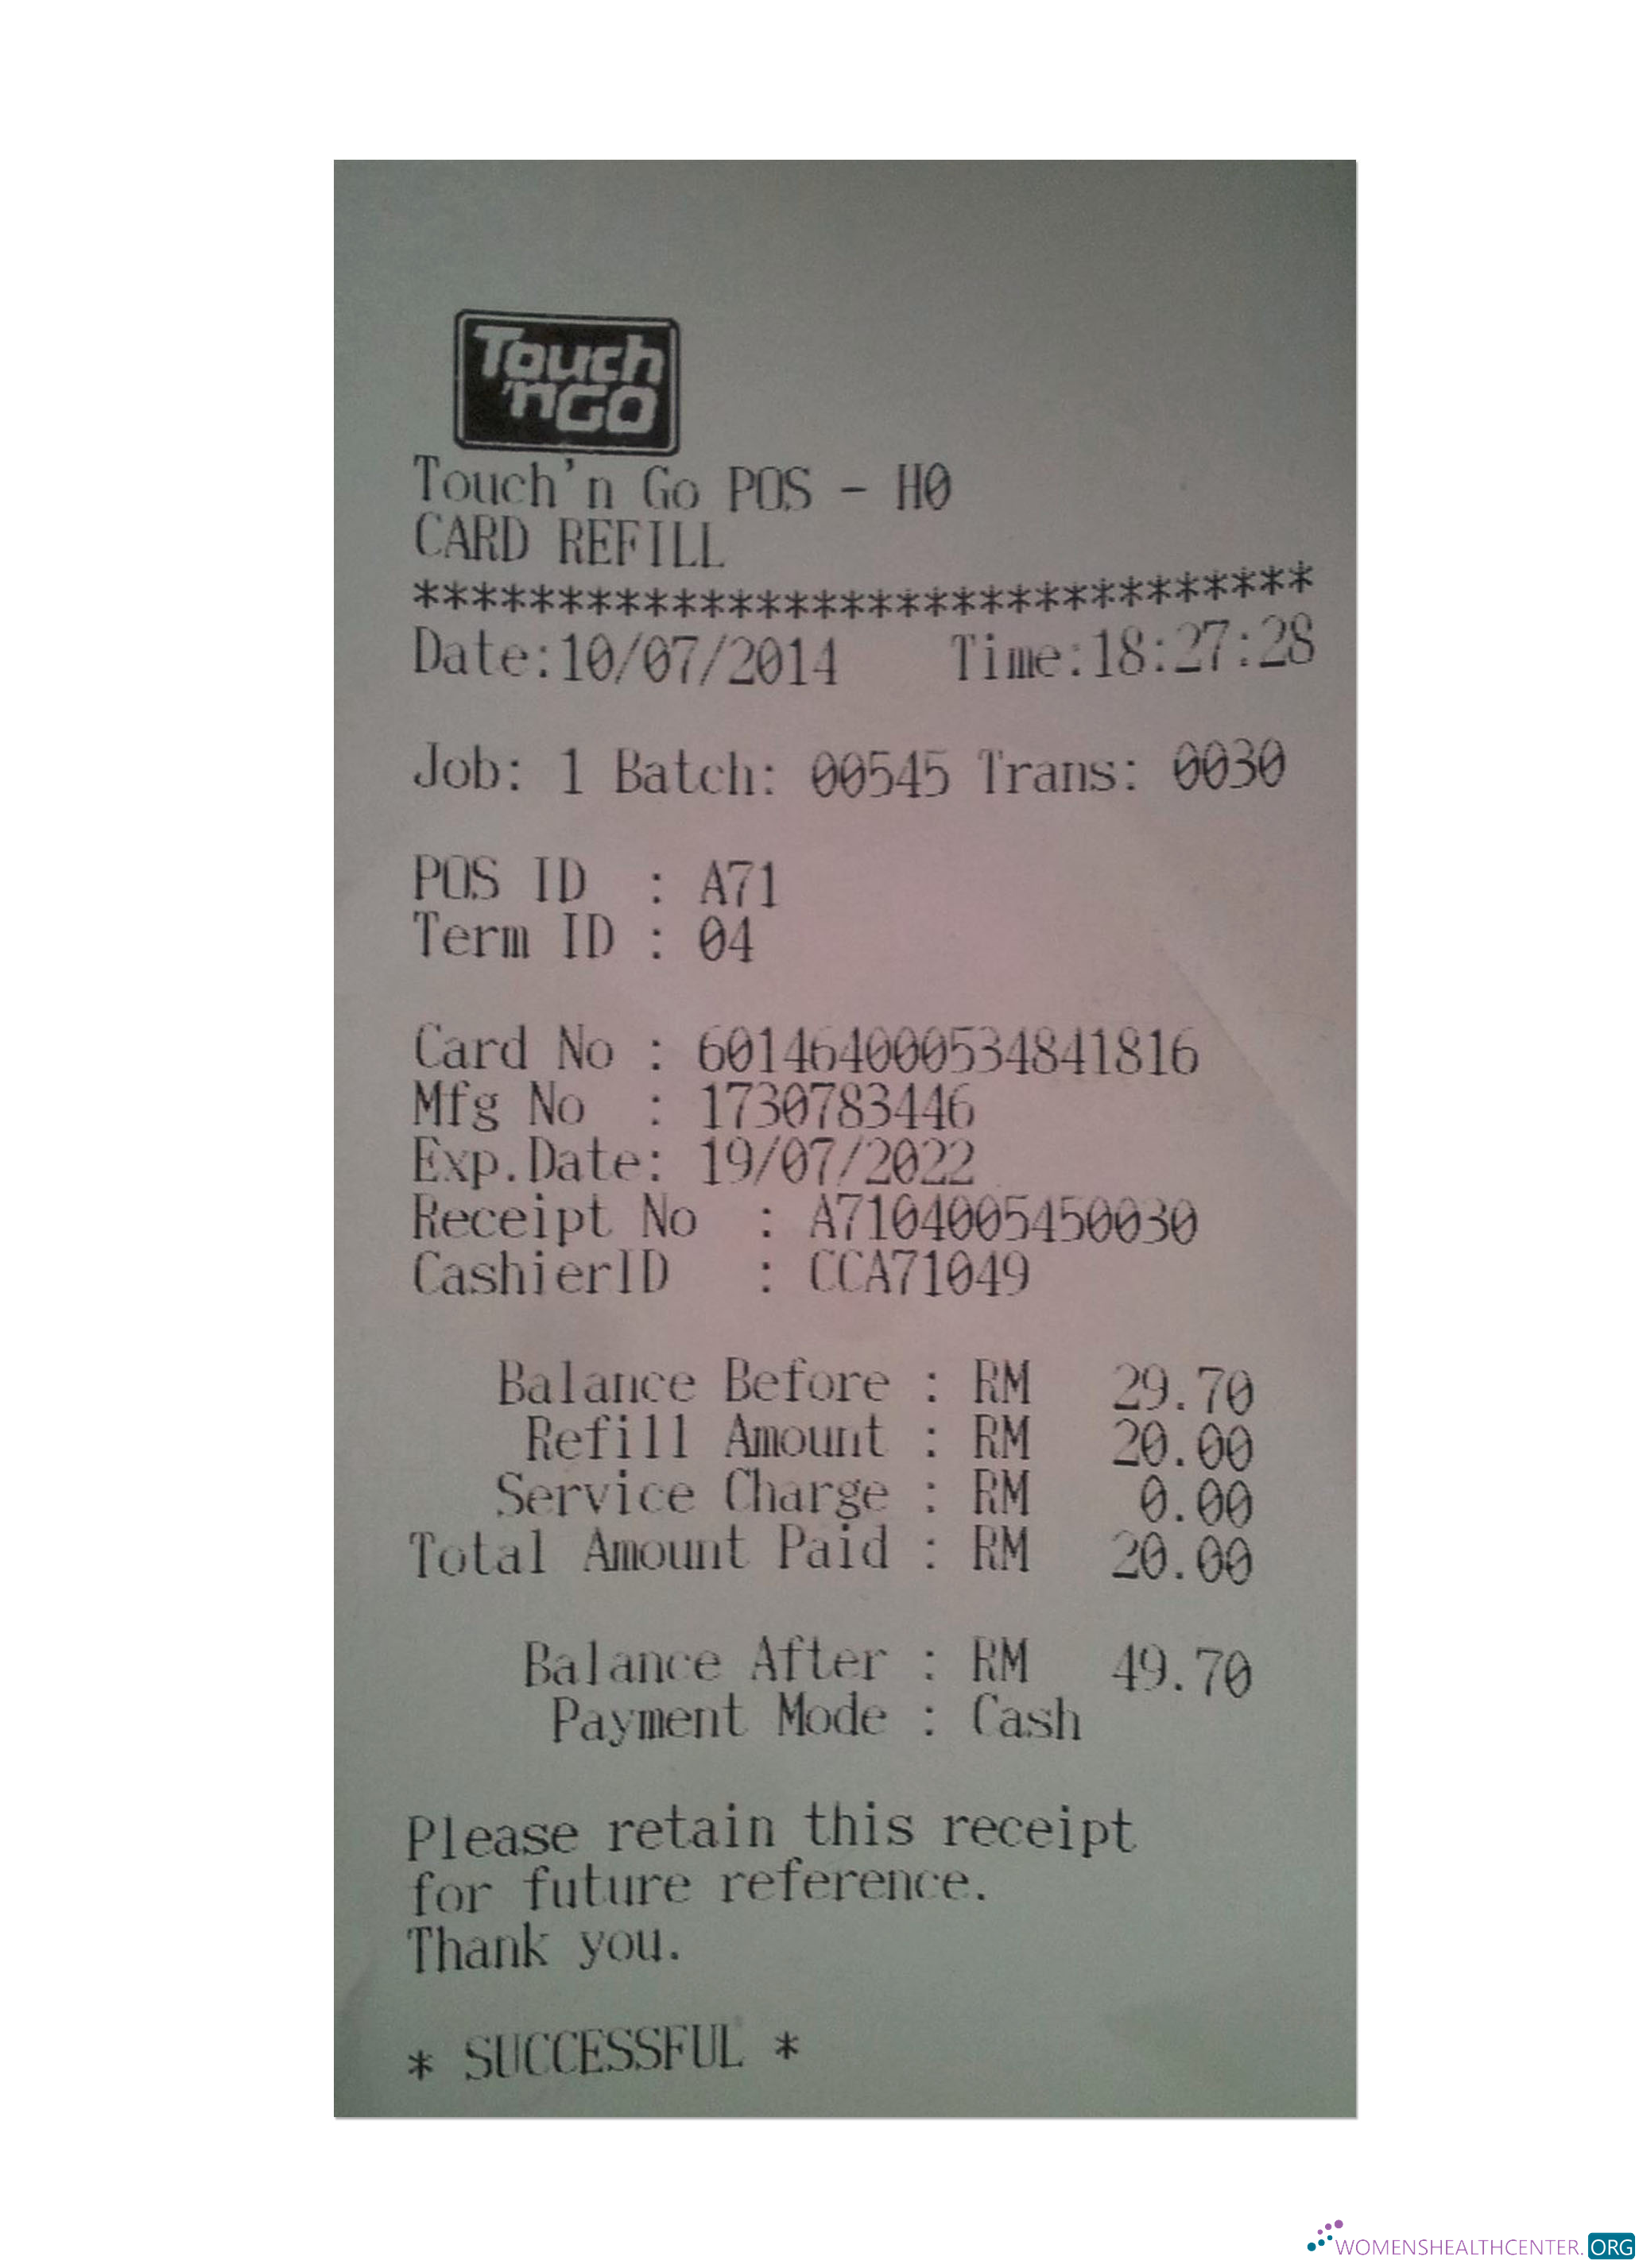 Touch
'nGO
Touch'n Go POS - H0
CARD REFILL
********************************
Date:10/07/2014 Time:18:27:28
Job: 1 Batch: 00545 Trans: 0030
POS ID : A71
Term ID : 04
Card No : 601464000534841816
Mfg No : 1730783446
Exp.Date: 19/07/2022
Receipt No : A7104005450030
CashierID : CCA71049
Balance Before : RM 29.70
Refill Amount : RM 20.00
Service Charge : RM 0.00
Total Amount Paid : RM 20.00
Balance After : RM 49.70
Payment Mode : Cash
Please retain this receipt
for future reference.
Thank you.
* SUCCESSFUL *
WOMENSHEALTHCENTER.ORG